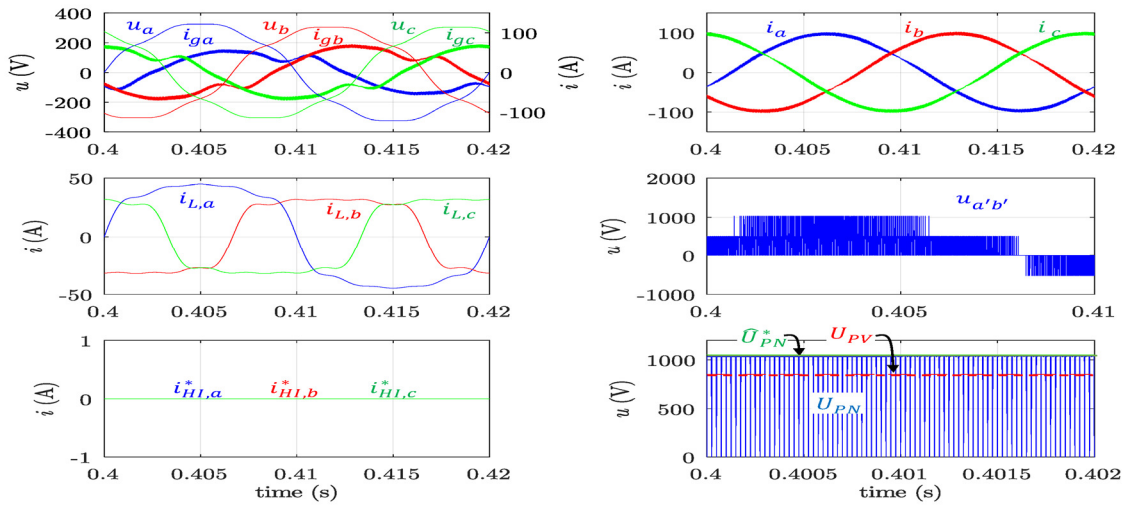 400
200
0
-200
-400
u (V)
u_a
u_b
u_c
i_ga
i_gb
i_gc
100
0
-100
i (A)
0.4
0.405
0.41
0.415
0.42
100
0
-100
i (A)
i_a
i_b
i_c
0.4
0.405
0.41
0.415
0.42
50
0
-50
i (A)
i_L,a
i_L,b
i_L,c
0.4
0.405
0.41
0.415
0.42
2000
1000
0
-1000
u (V)
u_a'b'
0.4
0.405
0.41
1
0
-1
i (A)
i*_HI,a
i*_HI,b
i*_HI,c
0.4
0.405
0.41
0.415
0.42
time (s)
Û*_PN
U_PV
1000
500
0
u (V)
U_PN
0.4
0.4005
0.401
0.4015
0.402
time (s)